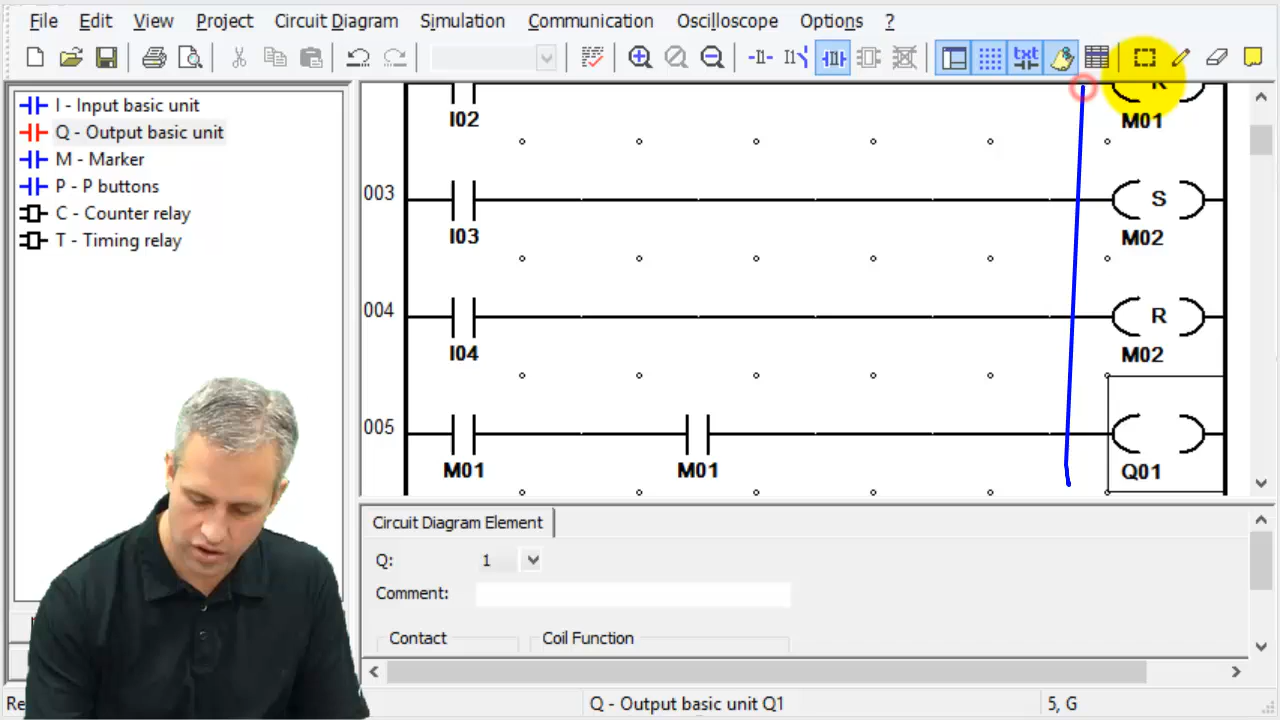 File Edit View Project Circuit Diagram Simulation Communication Oscilloscope Options ?
txt
I - Input basic unit
Q - Output basic unit
M - Marker
P - P buttons
C - Counter relay
T - Timing relay
I02
M01
003
S
I03
M02
004
R
I04
M02
005
M01
M01
Q01
Circuit Diagram Element
Q: 1
Comment:
Contact Coil Function
Q - Output basic unit Q1 5, G